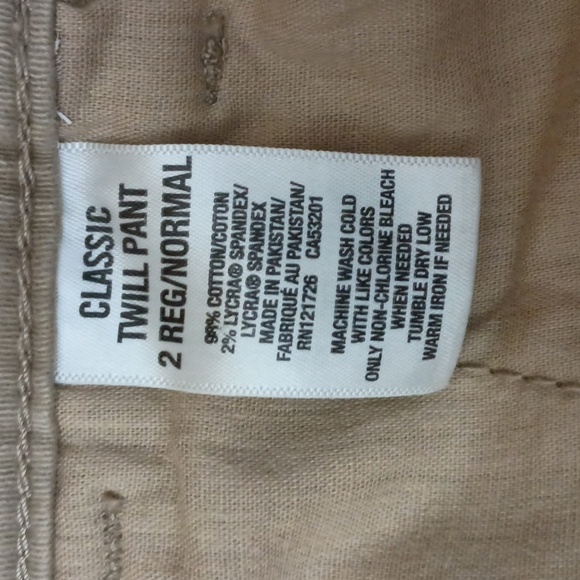 CLASSIC
TWILL PANT
2 REG/NORMAL
98% COTTON/COTTON
2% LYCRA® SPANDEX/
LYCRA® SPANDEX
MADE IN PAKISTAN/
FABRIQUÉ AU PAKISTAN/
RN121726 CA53201
MACHINE WASH COLD
WITH LIKE COLORS
ONLY NON-CHLORINE BLEACH
WHEN NEEDED
TUMBLE DRY LOW
WARM IRON IF NEEDED